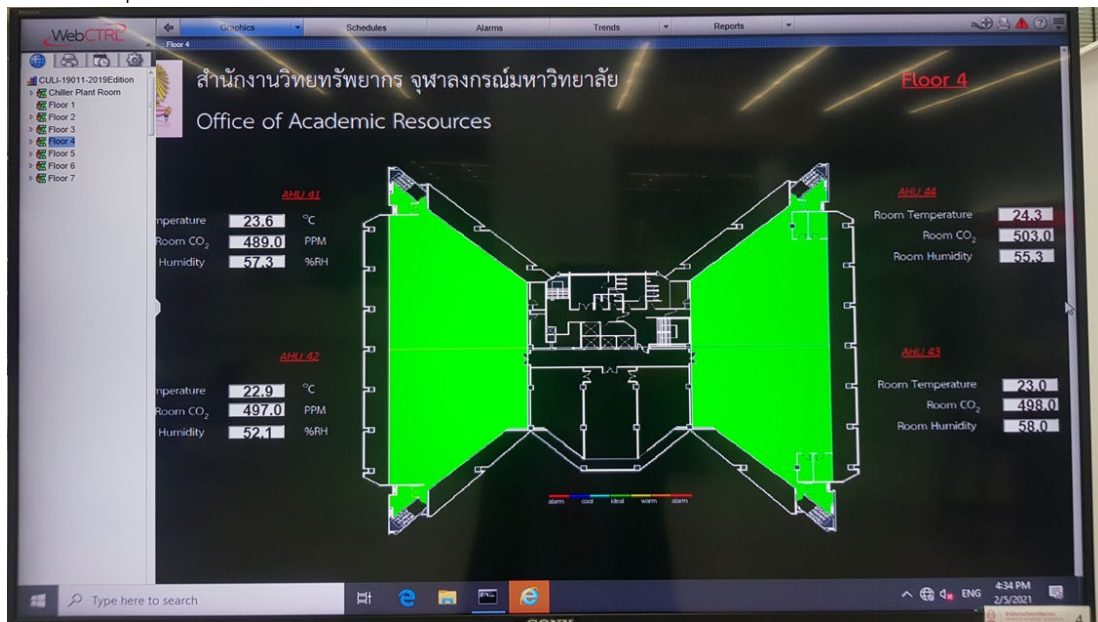 WebCTRL
Graphics
Schedules
Alarms
Trends
Reports
: Floor 4
CULI-19011-2019Edition
Chiller Plant Room
Floor 1
Floor 2
Floor 3
Floor 4
Floor 5
Floor 6
Floor 7
สำนักงานวิทยทรัพยากร จุฬาลงกรณ์มหาวิทยาลัย
Floor 4
Office of Academic Resources
AHU 41
mperature 23.6 °C
Room CO2 489.0 PPM
Humidity 57.3 %RH
AHU 44
Room Temperature 24.3
Room CO2 503.0
Room Humidity 55.3
AHU 42
mperature 22.9 °C
Room CO2 497.0 PPM
Humidity 52.1 %RH
AHU 43
Room Temperature 23.0
Room CO2 498.0
Room Humidity 58.0
alarm cool ideal warm alarm
Type here to search
ENG
4:34 PM
2/5/2021
SONY
4